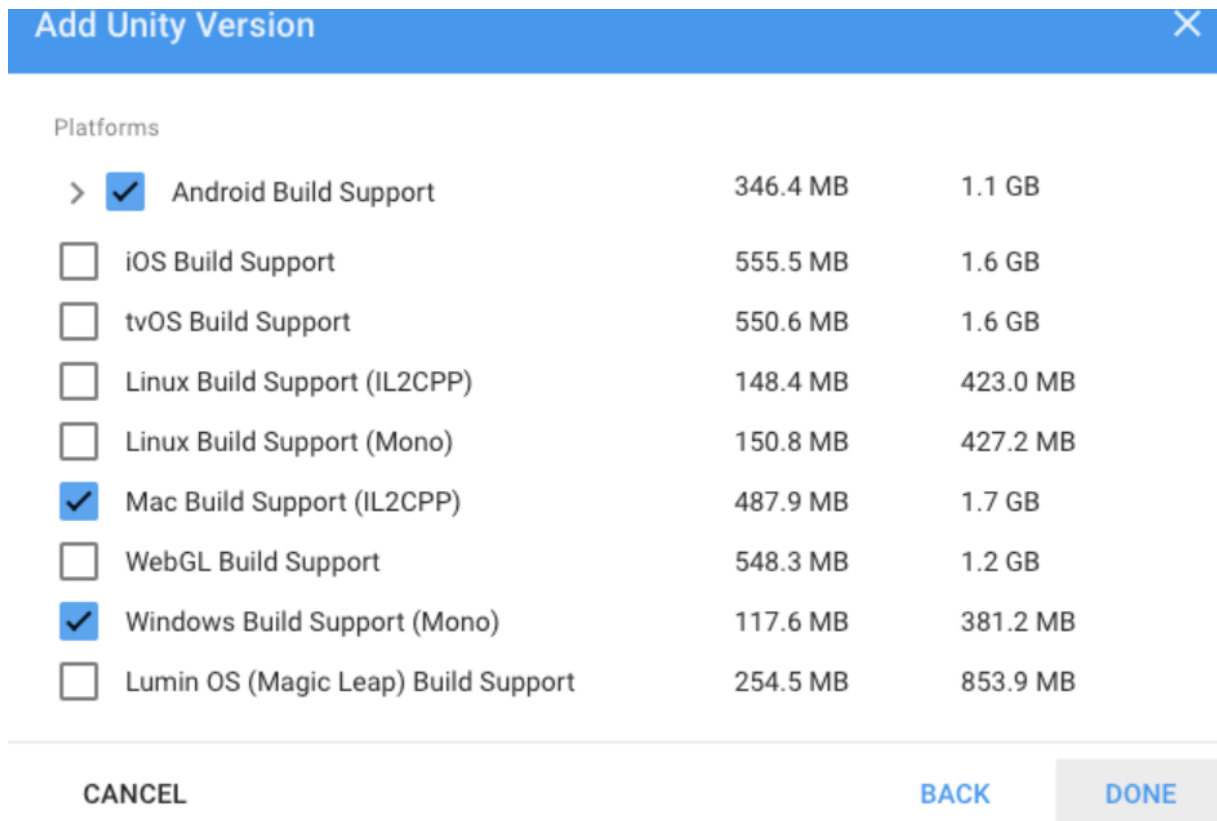 Add Unity Version
Platforms
Android Build Support 346.4 MB 1.1 GB
iOS Build Support 555.5 MB 1.6 GB
tvOS Build Support 550.6 MB 1.6 GB
Linux Build Support (IL2CPP) 148.4 MB 423.0 MB
Linux Build Support (Mono) 150.8 MB 427.2 MB
Mac Build Support (IL2CPP) 487.9 MB 1.7 GB
WebGL Build Support 548.3 MB 1.2 GB
Windows Build Support (Mono) 117.6 MB 381.2 MB
Lumin OS (Magic Leap) Build Support 254.5 MB 853.9 MB
CANCEL BACK DONE